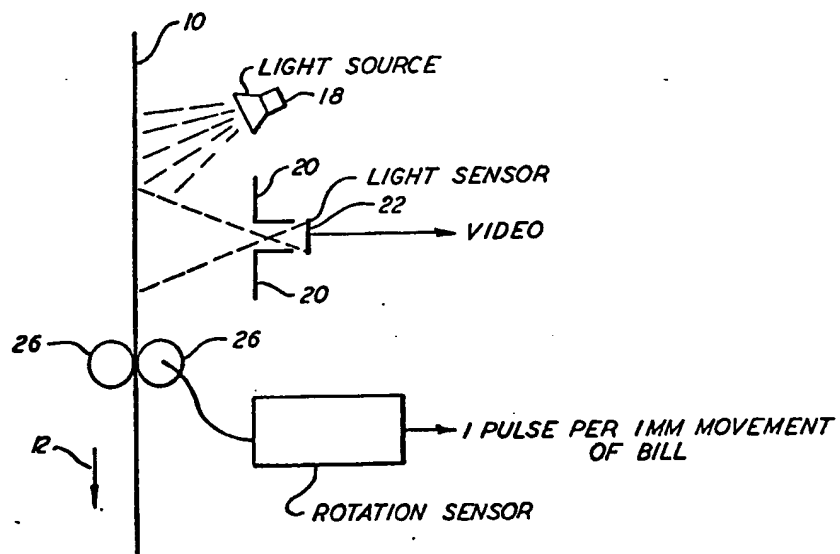 10
LIGHT SOURCE
18
20
LIGHT SENSOR
22
VIDEO
20
26
26
1 PULSE PER 1MM MOVEMENT
OF BILL
12
ROTATION SENSOR